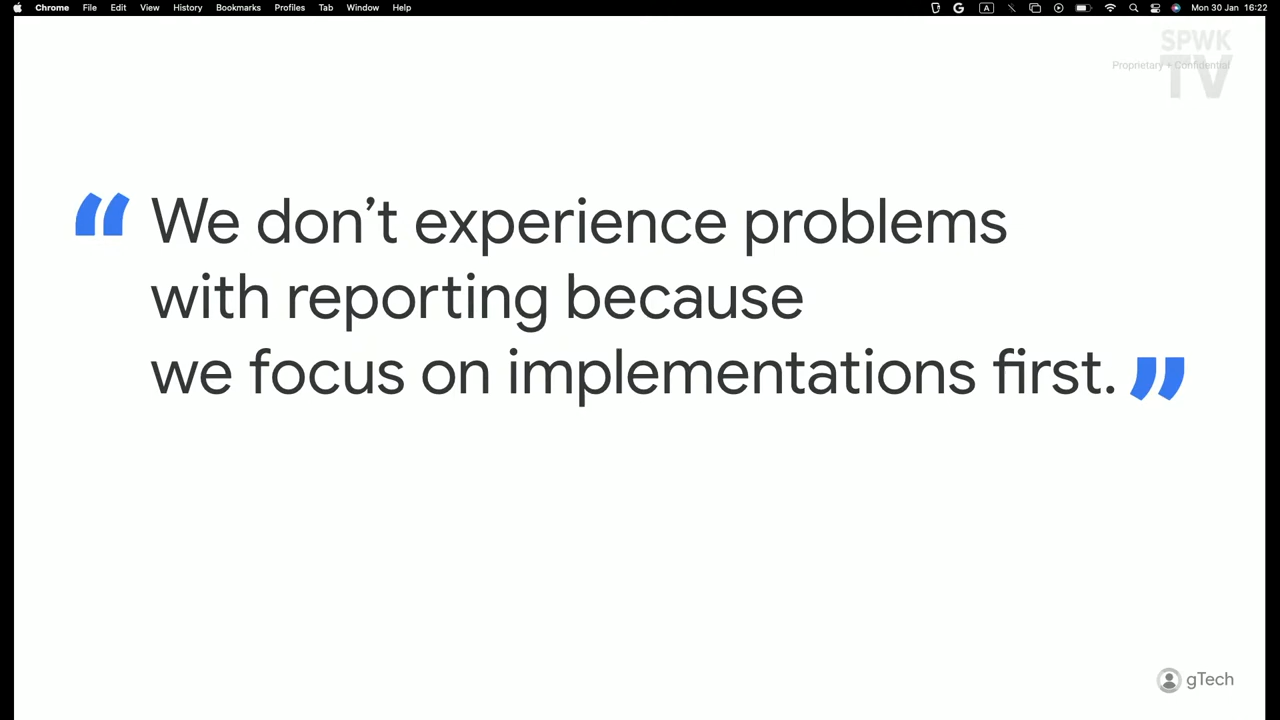 Chrome File Edit View History Bookmarks Profiles Tab Window Help A Mon 30 Jan 16:22
SPWK
TV
Proprietary + Confidential
“ We don’t experience problems
with reporting because
we focus on implementations first. ”
gTech